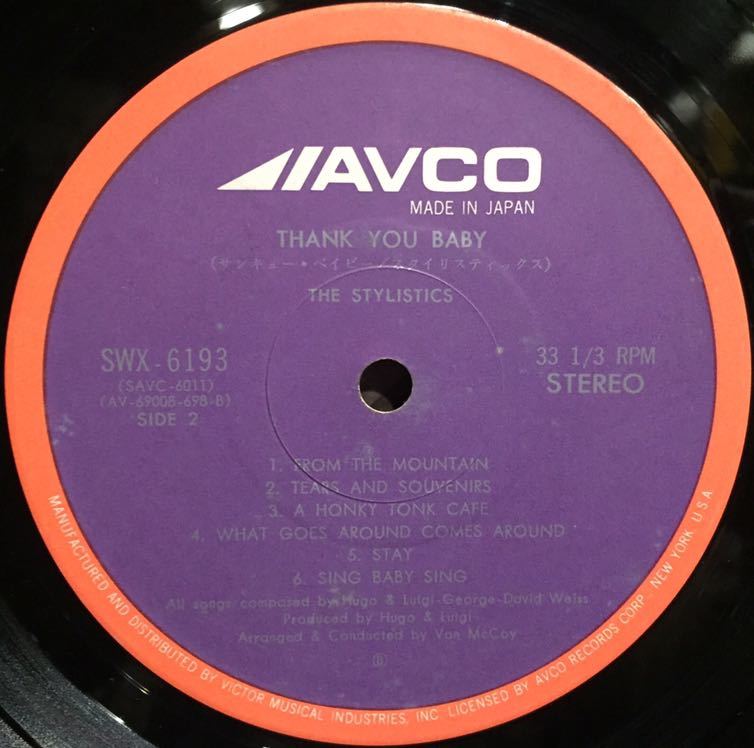 AVCO
MADE IN JAPAN
THANK YOU BABY
(サンキュー・ベイビー/スタイリスティックス)
THE STYLISTICS
SWX-6193
(SAVC-6011)
(AV-69008-698-B)
SIDE 2
33 1/3 RPM
STEREO
1. FROM THE MOUNTAIN
2. TEARS AND SOUVENIRS
3. A HONKY TONK CAFE
4. WHAT GOES AROUND COMES AROUND
5. STAY
6. SING BABY SING
All songs composed by Hugo & Luigi-George-David Weiss
Produced by Hugo & Luigi
Arranged & Conducted by Van McCoy
MANUFACTURED AND DISTRIBUTED BY VICTOR MUSICAL INDUSTRIES, INC. LICENSED BY AVCO RECORDS CORP., NEW YORK U.S.A.